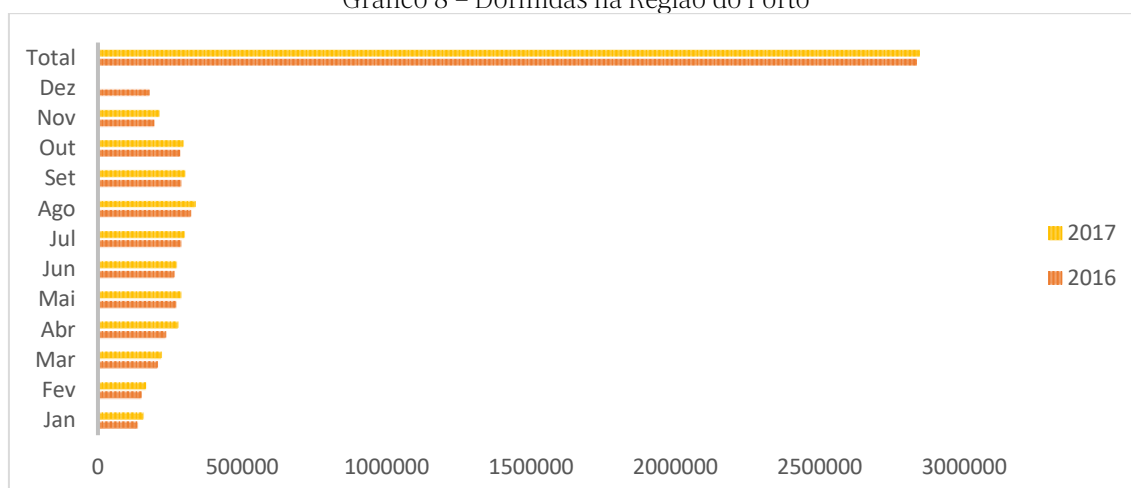 Gráfico 8 – Dormidas na Região do Porto
Total
Dez
Nov
Out
Set
Ago
Jul
Jun
Mai
Abr
Mar
Fev
Jan
2017
2016
0 500000 1000000 1500000 2000000 2500000 3000000